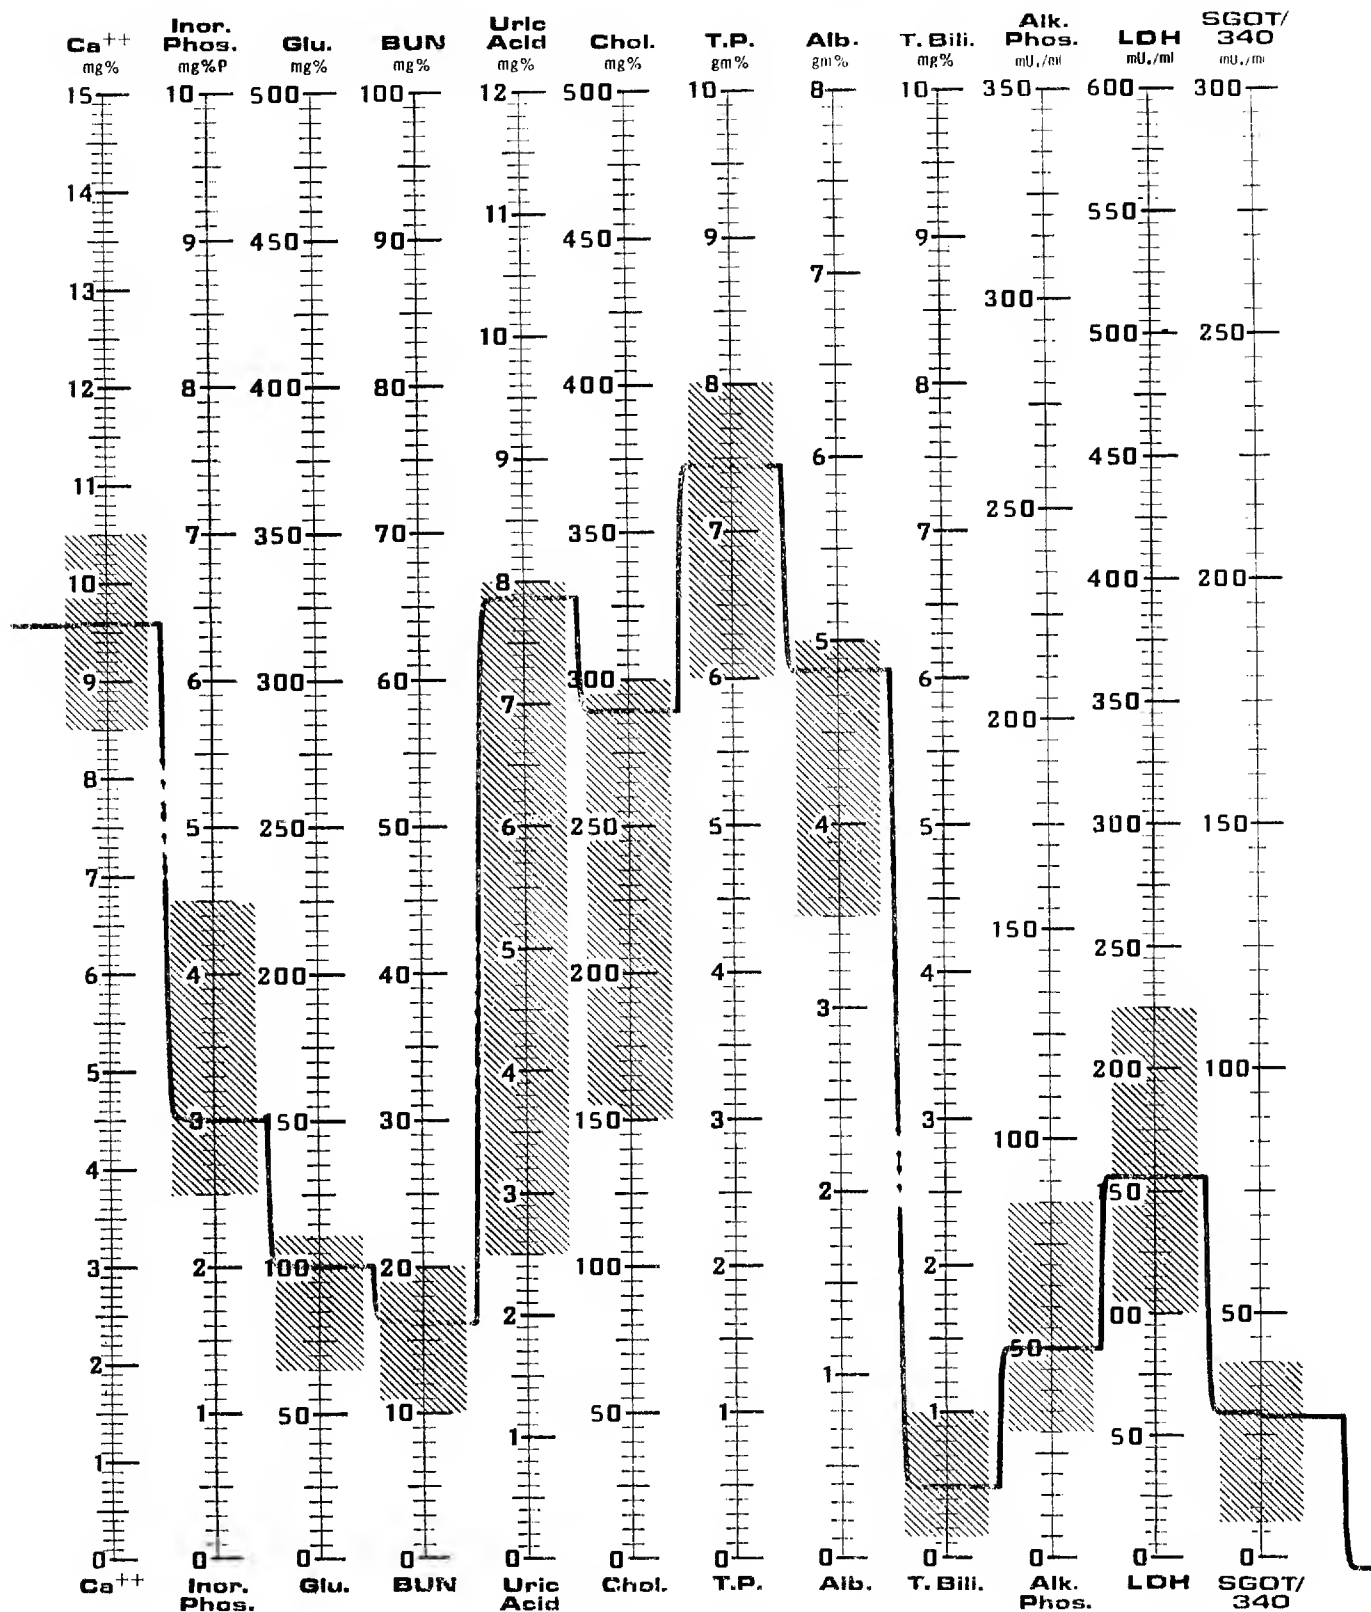 Ca++ Inor. Phos. Glu. BUN Uric Acid Chol. T.P. Alb. T. Bili. Alk. Phos. LDH SGOT/ 340
mg% mg%P mg% mg% mg% mg% gm% gm% mg% mU./ml mU./ml mU./ml
15 10 500 100 12 500 10 8 10 350 600 300
14 9 450 90 11 450 9 7 9 300 550 250
13 8 400 80 10 400 8 6 8 250 500 200
12 7 350 70 9 350 7 5 7 200 450 150
11 6 300 60 8 300 6 4 6 150 400 100
10 5 250 50 7 250 5 3 5 100 350 50
9 4 200 40 6 200 4 2 4 50 300 0
8 3 150 30 5 150 3 1 3 0 250
7 2 100 20 4 100 2 0 2 200
6 1 50 10 3 50 1 1 150
5 0 0 0 2 0 0 0 00
4 1 50
3 0 0
2
1
0
Ca++ Inor. Phos. Glu. BUN Uric Acid Chol. T.P. Alb. T. Bili. Alk. Phos. LDH SGOT/ 340